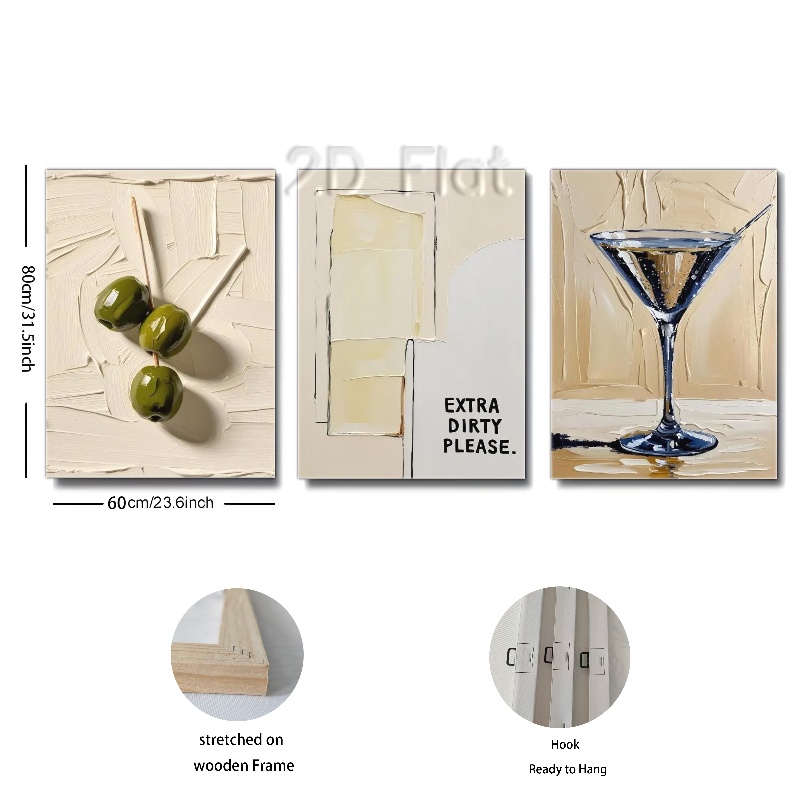 2D Flat
80cm/31.5inch
EXTRA
DIRTY
PLEASE.
60cm/23.6inch
stretched on
wooden Frame
Hook
Ready to Hang